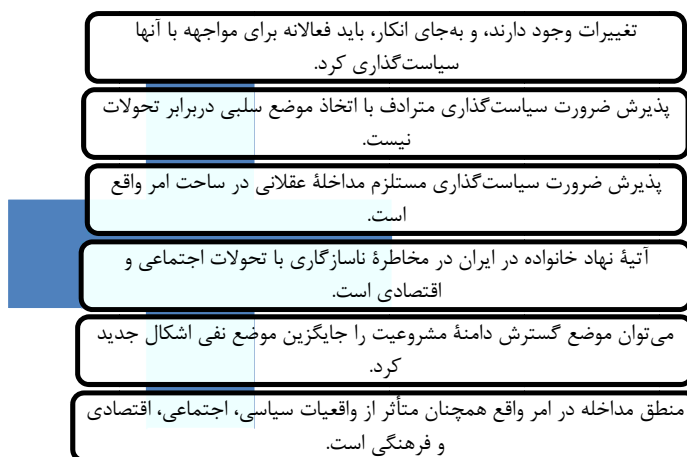 تغییرات وجود دارند، و به‌جای انکار، باید فعالانه برای مواجهه با آنها
سیاست‌گذاری کرد.
پذیرش ضرورت سیاست‌گذاری مترادف با اتخاذ موضع سلبی دربرابر تحولات
نیست.
پذیرش ضرورت سیاست‌گذاری مستلزم مداخلهٔ عقلانی در ساحت امر واقع
است.
آتیهٔ نهاد خانواده در ایران در مخاطرهٔ ناسازگاری با تحولات اجتماعی و
اقتصادی است.
می‌توان موضع گسترش دامنهٔ مشروعیت را جایگزین موضع نفی اشکال جدید
کرد.
منطق مداخله در امر واقع همچنان متأثر از واقعیات سیاسی، اجتماعی، اقتصادی
و فرهنگی است.